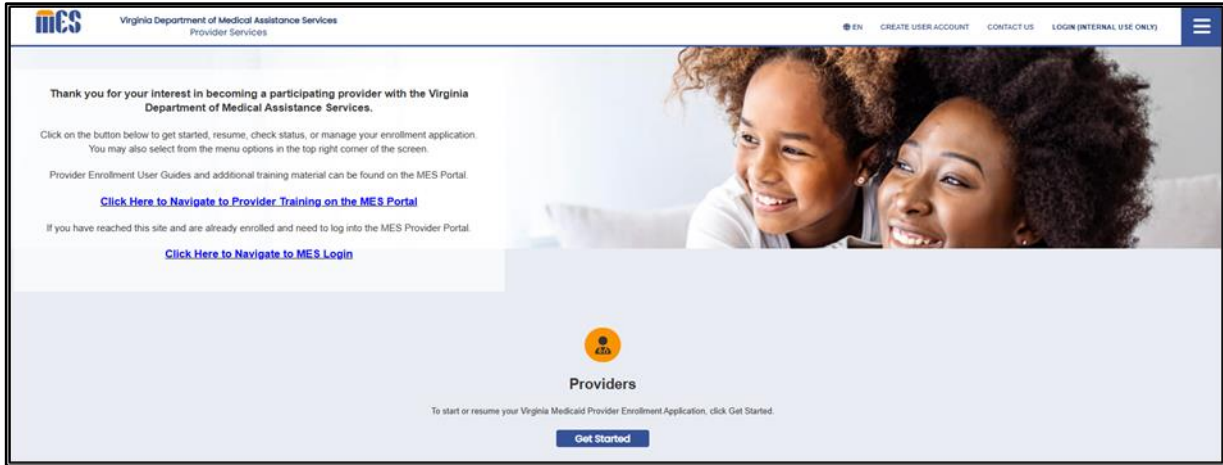 mes
Virginia Department of Medical Assistance Services
Provider Services
EN CREATE USER ACCOUNT CONTACT US LOGIN (INTERNAL USE ONLY)
Thank you for your interest in becoming a participating provider with the Virginia
Department of Medical Assistance Services.
Click on the button below to get started, resume, check status, or manage your enrollment application.
You may also select from the menu options in the top right corner of the screen.
Provider Enrollment User Guides and additional training material can be found on the MES Portal.
Click Here to Navigate to Provider Training on the MES Portal
If you have reached this site and are already enrolled and need to log into the MES Provider Portal.
Click Here to Navigate to MES Login
Providers
To start or resume your Virginia Medicaid Provider Enrollment Application, click Get Started.
Get Started